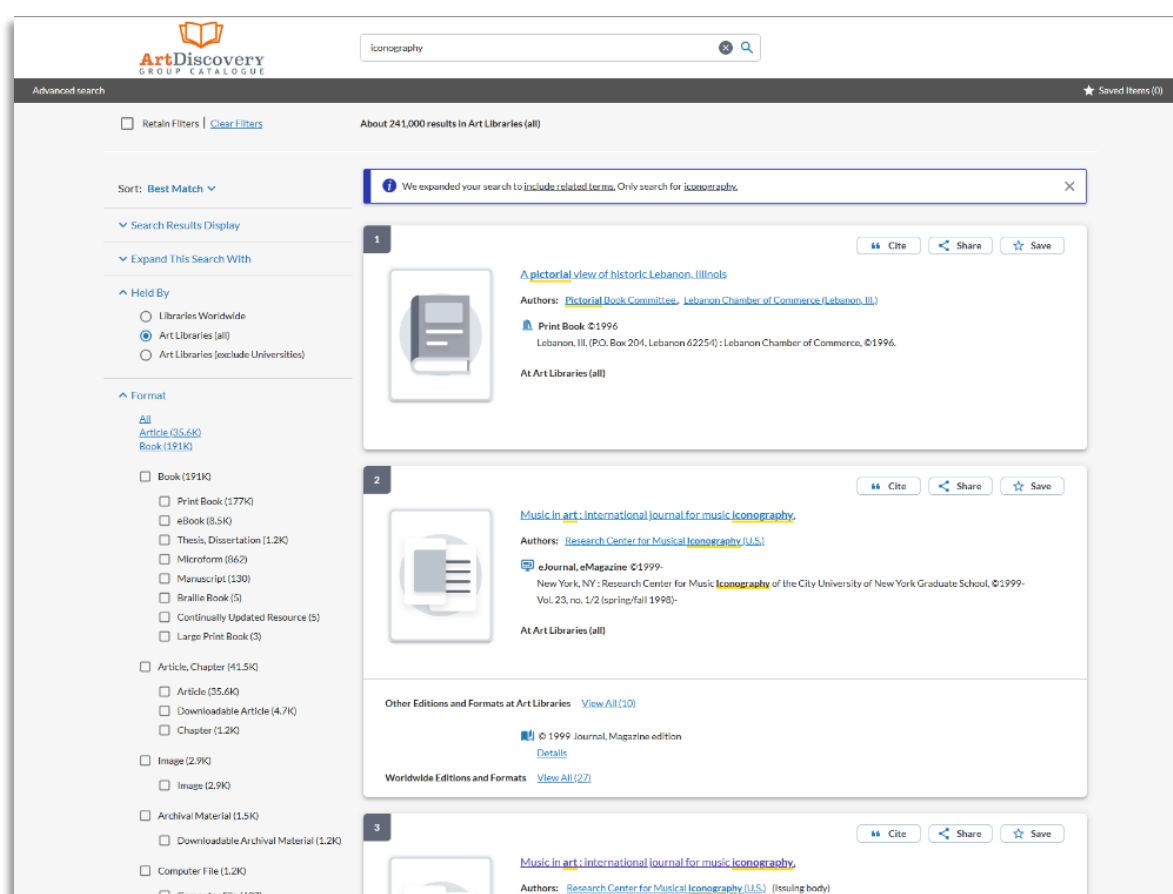 ArtDiscovery
GROUP CATALOGUE
iconography
Advanced search
Saved Items (0)
Retain Filters | Clear Filters
About 241,000 results in Art Libraries (all)
Sort: Best Match
Search Results Display
Expand This Search With
Held By
Libraries Worldwide
Art Libraries (all)
Art Libraries (exclude Universities)
Format
All
Article (35.6K)
Book (191K)
Book (191K)
Print Book (177K)
eBook (8.5K)
Thesis, Dissertation (1.2K)
Microform (862)
Manuscript (130)
Braille Book (5)
Continually Updated Resource (5)
Large Print Book (3)
Article, Chapter (41.5K)
Article (35.6K)
Downloadable Article (4.7K)
Chapter (1.2K)
Image (2.9K)
Image (2.9K)
Archival Material (1.5K)
Downloadable Archival Material (1.2K)
Computer File (1.2K)
We expanded your search to include related terms. Only search for iconography.
1
Cite Share Save
A pictorial view of historic Lebanon, Illinois
Authors: Pictorial Book Committee, Lebanon Chamber of Commerce (Lebanon, Ill.)
Print Book ©1996
Lebanon, Ill. (P.O. Box 204, Lebanon 62254) : Lebanon Chamber of Commerce, ©1996.
At Art Libraries (all)
2
Cite Share Save
Music in art : international journal for music iconography.
Authors: Research Center for Musical Iconography (U.S.)
eJournal, eMagazine ©1999-
New York, NY : Research Center for Music Iconography of the City University of New York Graduate School, ©1999-
Vol. 23, no. 1/2 (spring/fall 1998)-
At Art Libraries (all)
Other Editions and Formats at Art Libraries View All (10)
© 1999 Journal, Magazine edition
Details
Worldwide Editions and Formats View All (27)
3
Cite Share Save
Music in art : international journal for music iconography.
Authors: Research Center for Musical Iconography (U.S.) (Issuing body)